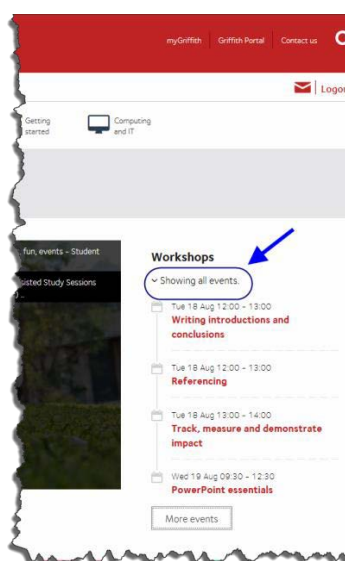 myGriffith Griffith Portal Contact us
Getting
started
Computing
and IT
fun, events - Student
Study Sessions
Workshops
Showing all events.
Tue 18 Aug 12:00 - 13:00
Writing introductions and
conclusions
Tue 18 Aug 12:00 - 13:00
Referencing
Tue 18 Aug 13:00 - 14:00
Track, measure and demonstrate
impact
Wed 19 Aug 09:30 - 12:30
PowerPoint essentials
More events